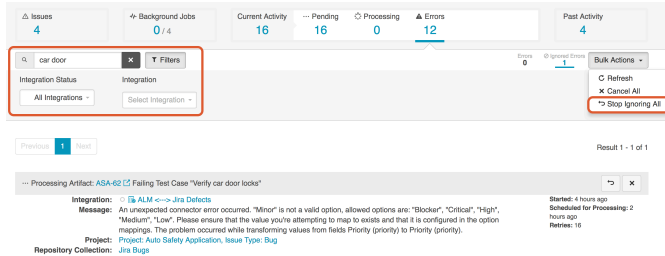 Issues
4
Background Jobs
0 / 4
Current Activity
16
Pending
16
Processing
0
Errors
12
Past Activity
4
car door
Filters
Errors
0
Ignored Errors
1
Bulk Actions
Integration Status
Integration
All Integrations
Select Integration
Refresh
Cancel All
Stop Ignoring All
Previous 1 Next
Result 1 - 1 of 1
··· Processing Artifact: ASA-62 Failing Test Case "Verify car door locks"
Integration: ALM <---> Jira Defects
Message: An unexpected connector error occurred. "Minor" is not a valid option, allowed options are: "Blocker", "Critical", "High",
"Medium", "Low". Please ensure that the value you're attempting to map to exists and that it is configured in the option
mappings. The problem occurred while transforming values from fields Priority (priority) to Priority (priority).
Project: Project: Auto Safety Application, Issue Type: Bug
Repository Collection: Jira Bugs
Started: 4 hours ago
Scheduled for Processing: 2
hours ago
Retries: 16